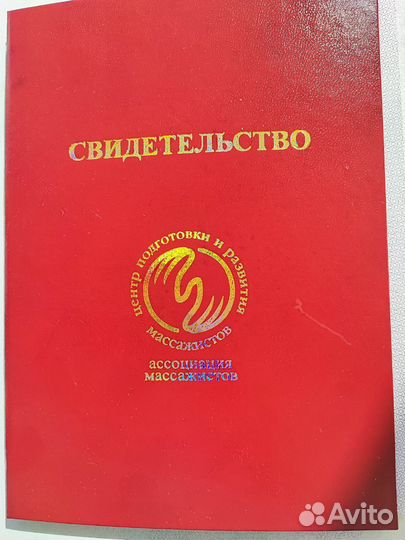 СВИДЕТЕЛЬСТВО
центр подготовки и развития
массажистов
ассоциация
массажистов
Avito